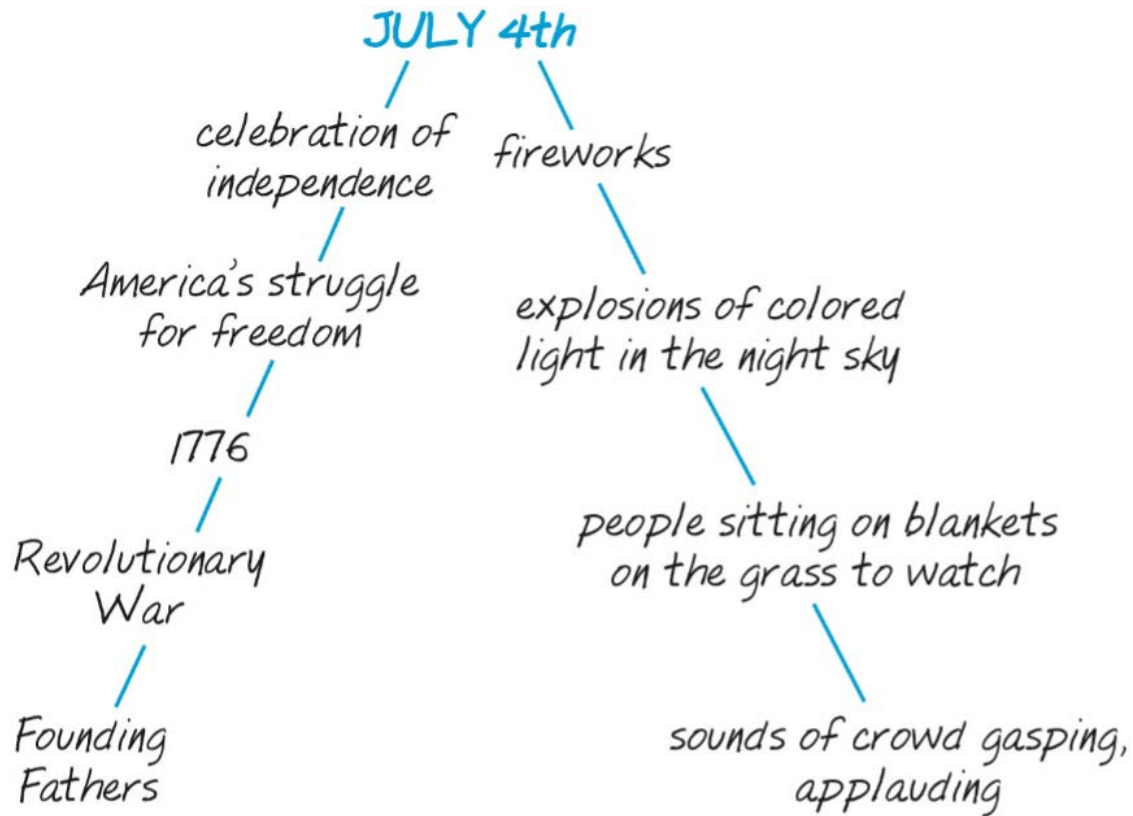 JULY 4th
celebration of
independence
America's struggle
for freedom
1776
Revolutionary
War
Founding
Fathers
fireworks
explosions of colored
light in the night sky
people sitting on blankets
on the grass to watch
sounds of crowd gasping,
applauding